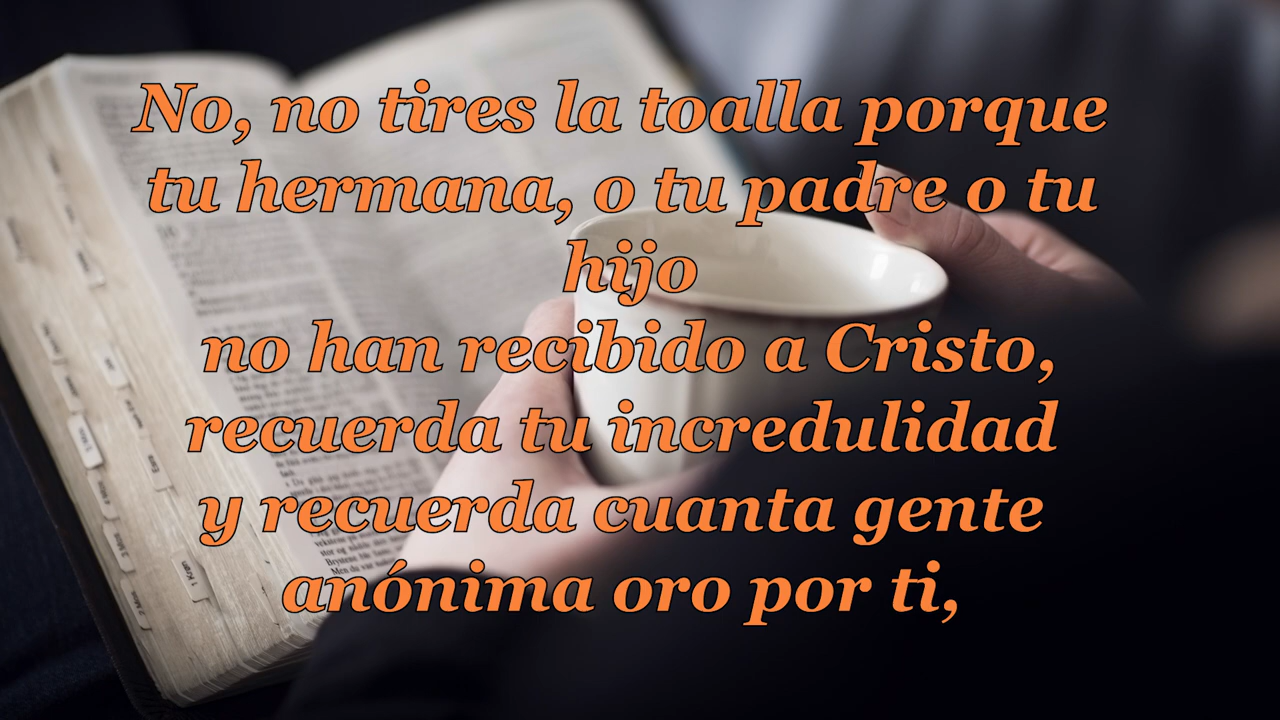 No, no tires la toalla porque
tu hermana, o tu padre o tu
hijo
no han recibido a Cristo,
recuerda tu incredulidad
y recuerda cuanta gente
anónima oro por ti,